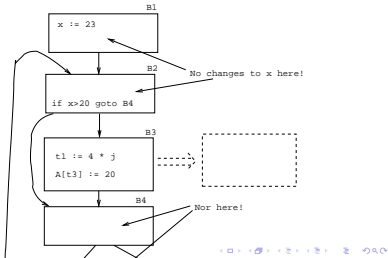 B1
x := 23
B2
No changes to x here!
if x>20 goto B4
B3
t1 := 4 * j
A[t3] := 20
B4
Nor here!